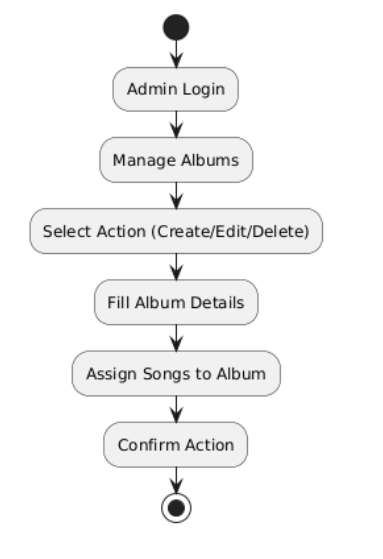 Admin Login
Manage Albums
Select Action (Create/Edit/Delete)
Fill Album Details
Assign Songs to Album
Confirm Action